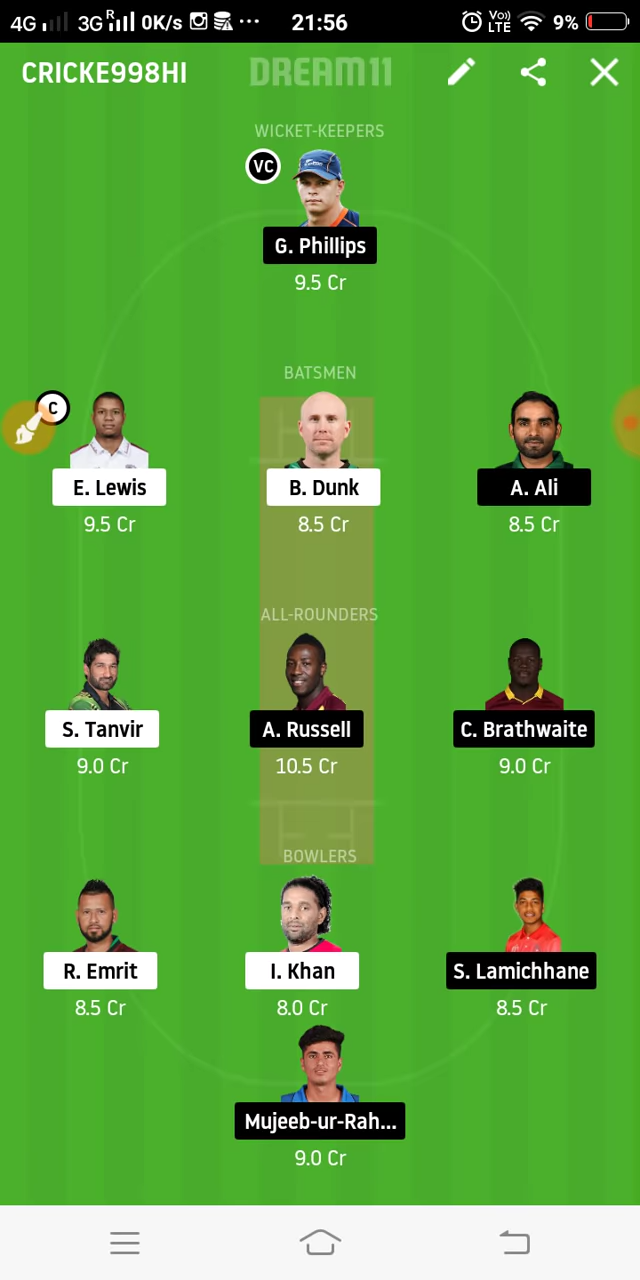 4G 3G R 0K/s ... 21:56 Vo) LTE 9%
CRICKE998HI DREAM11
WICKET-KEEPERS
VC
G. Phillips
9.5 Cr
BATSMEN
C
E. Lewis B. Dunk A. Ali
9.5 Cr 8.5 Cr 8.5 Cr
ALL-ROUNDERS
S. Tanvir A. Russell C. Brathwaite
9.0 Cr 10.5 Cr 9.0 Cr
BOWLERS
R. Emrit I. Khan S. Lamichhane
8.5 Cr 8.0 Cr 8.5 Cr
Mujeeb-ur-Rah...
9.0 Cr